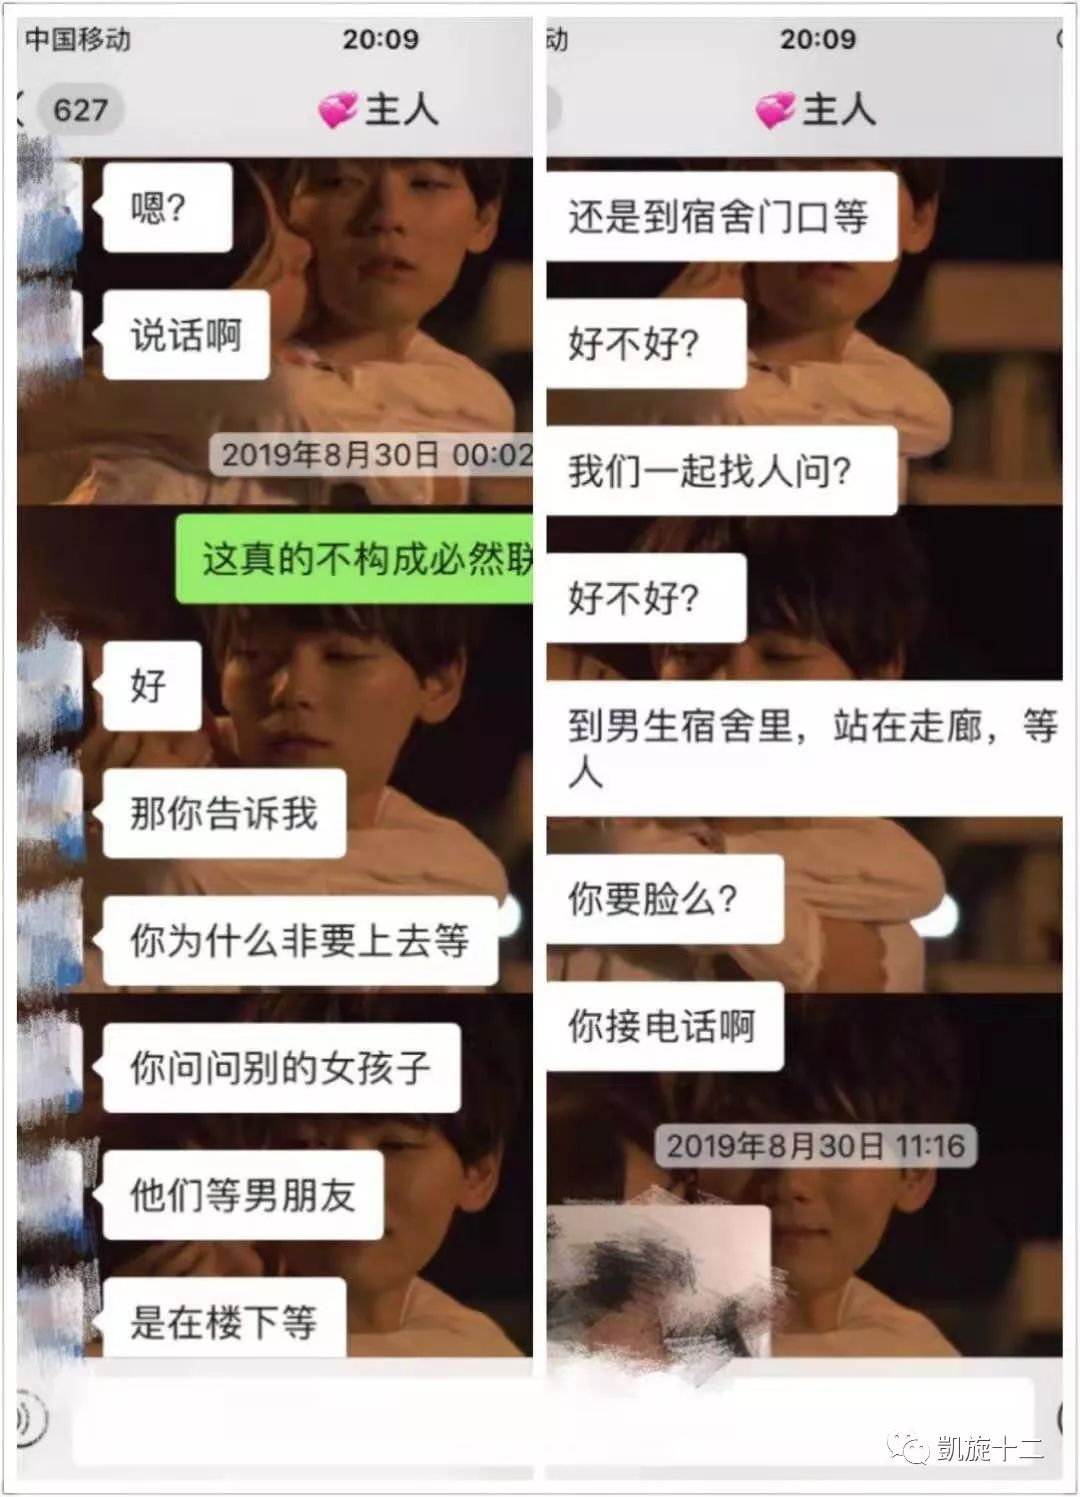 中国移动
20:09
627
💞主人
嗯?
说话啊
2019年8月30日 00:02
这真的不构成必然联
好
那你告诉我
你为什么非要上去等
你问问别的女孩子
他们等男朋友
是在楼下等
动
20:09
💞主人
还是到宿舍门口等
好不好?
我们一起找人问?
好不好?
到男生宿舍里，站在走廊，等
人
你要脸么?
你接电话啊
2019年8月30日 11:16
凱旋十二